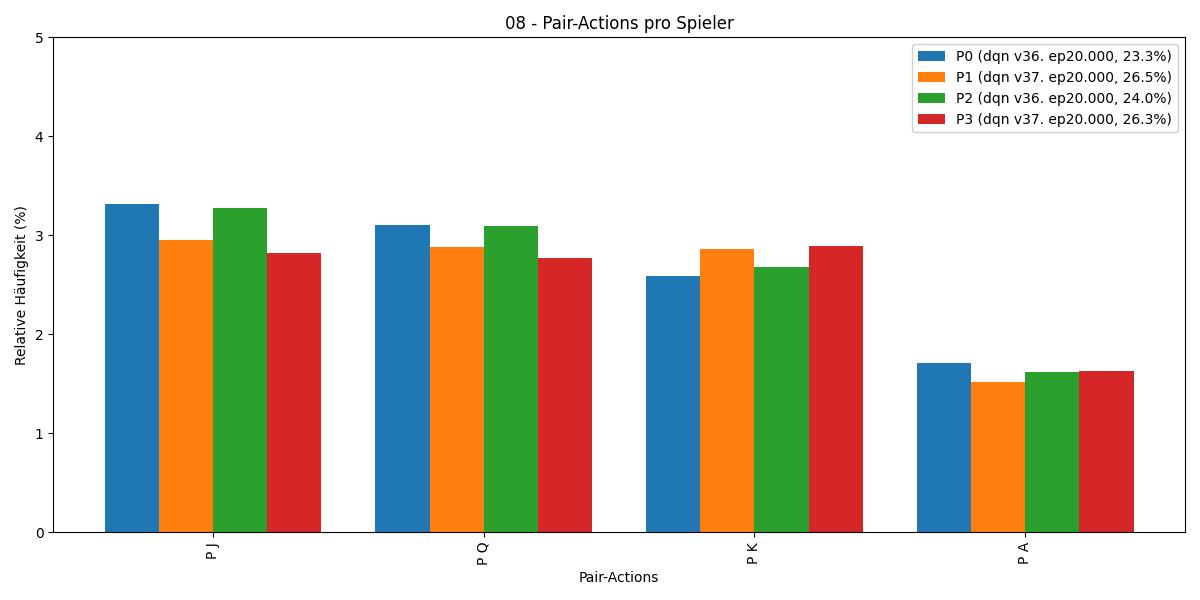 08 - Pair-Actions pro Spieler
P0 (dqn v36. ep20.000, 23.3%)
P1 (dqn v37. ep20.000, 26.5%)
P2 (dqn v36. ep20.000, 24.0%)
P3 (dqn v37. ep20.000, 26.3%)
Relative Häufigkeit (%)
5
4
3
2
1
0
P J
P Q
P K
P A
Pair-Actions